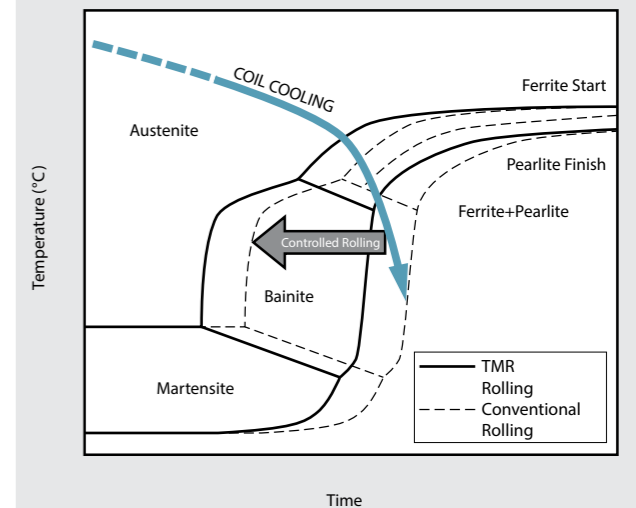 COIL COOLING
Ferrite Start
Austenite
Pearlite Finish
Ferrite+Pearlite
Controlled Rolling
Bainite
Martensite
TMR
Rolling
Conventional
Rolling
Temperature (°C)
Time